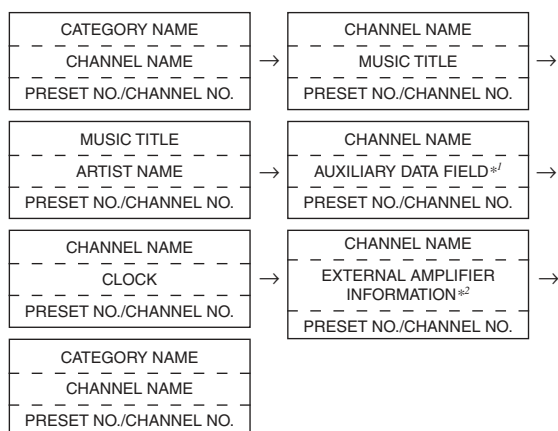 CATEGORY NAME
CHANNEL NAME
PRESET NO./CHANNEL NO.
→
CHANNEL NAME
MUSIC TITLE
PRESET NO./CHANNEL NO.
→
MUSIC TITLE
ARTIST NAME
PRESET NO./CHANNEL NO.
→
CHANNEL NAME
AUXILIARY DATA FIELD*1
PRESET NO./CHANNEL NO.
→
CHANNEL NAME
CLOCK
PRESET NO./CHANNEL NO.
→
CHANNEL NAME
EXTERNAL AMPLIFIER
INFORMATION*2
PRESET NO./CHANNEL NO.
→
CATEGORY NAME
CHANNEL NAME
PRESET NO./CHANNEL NO.